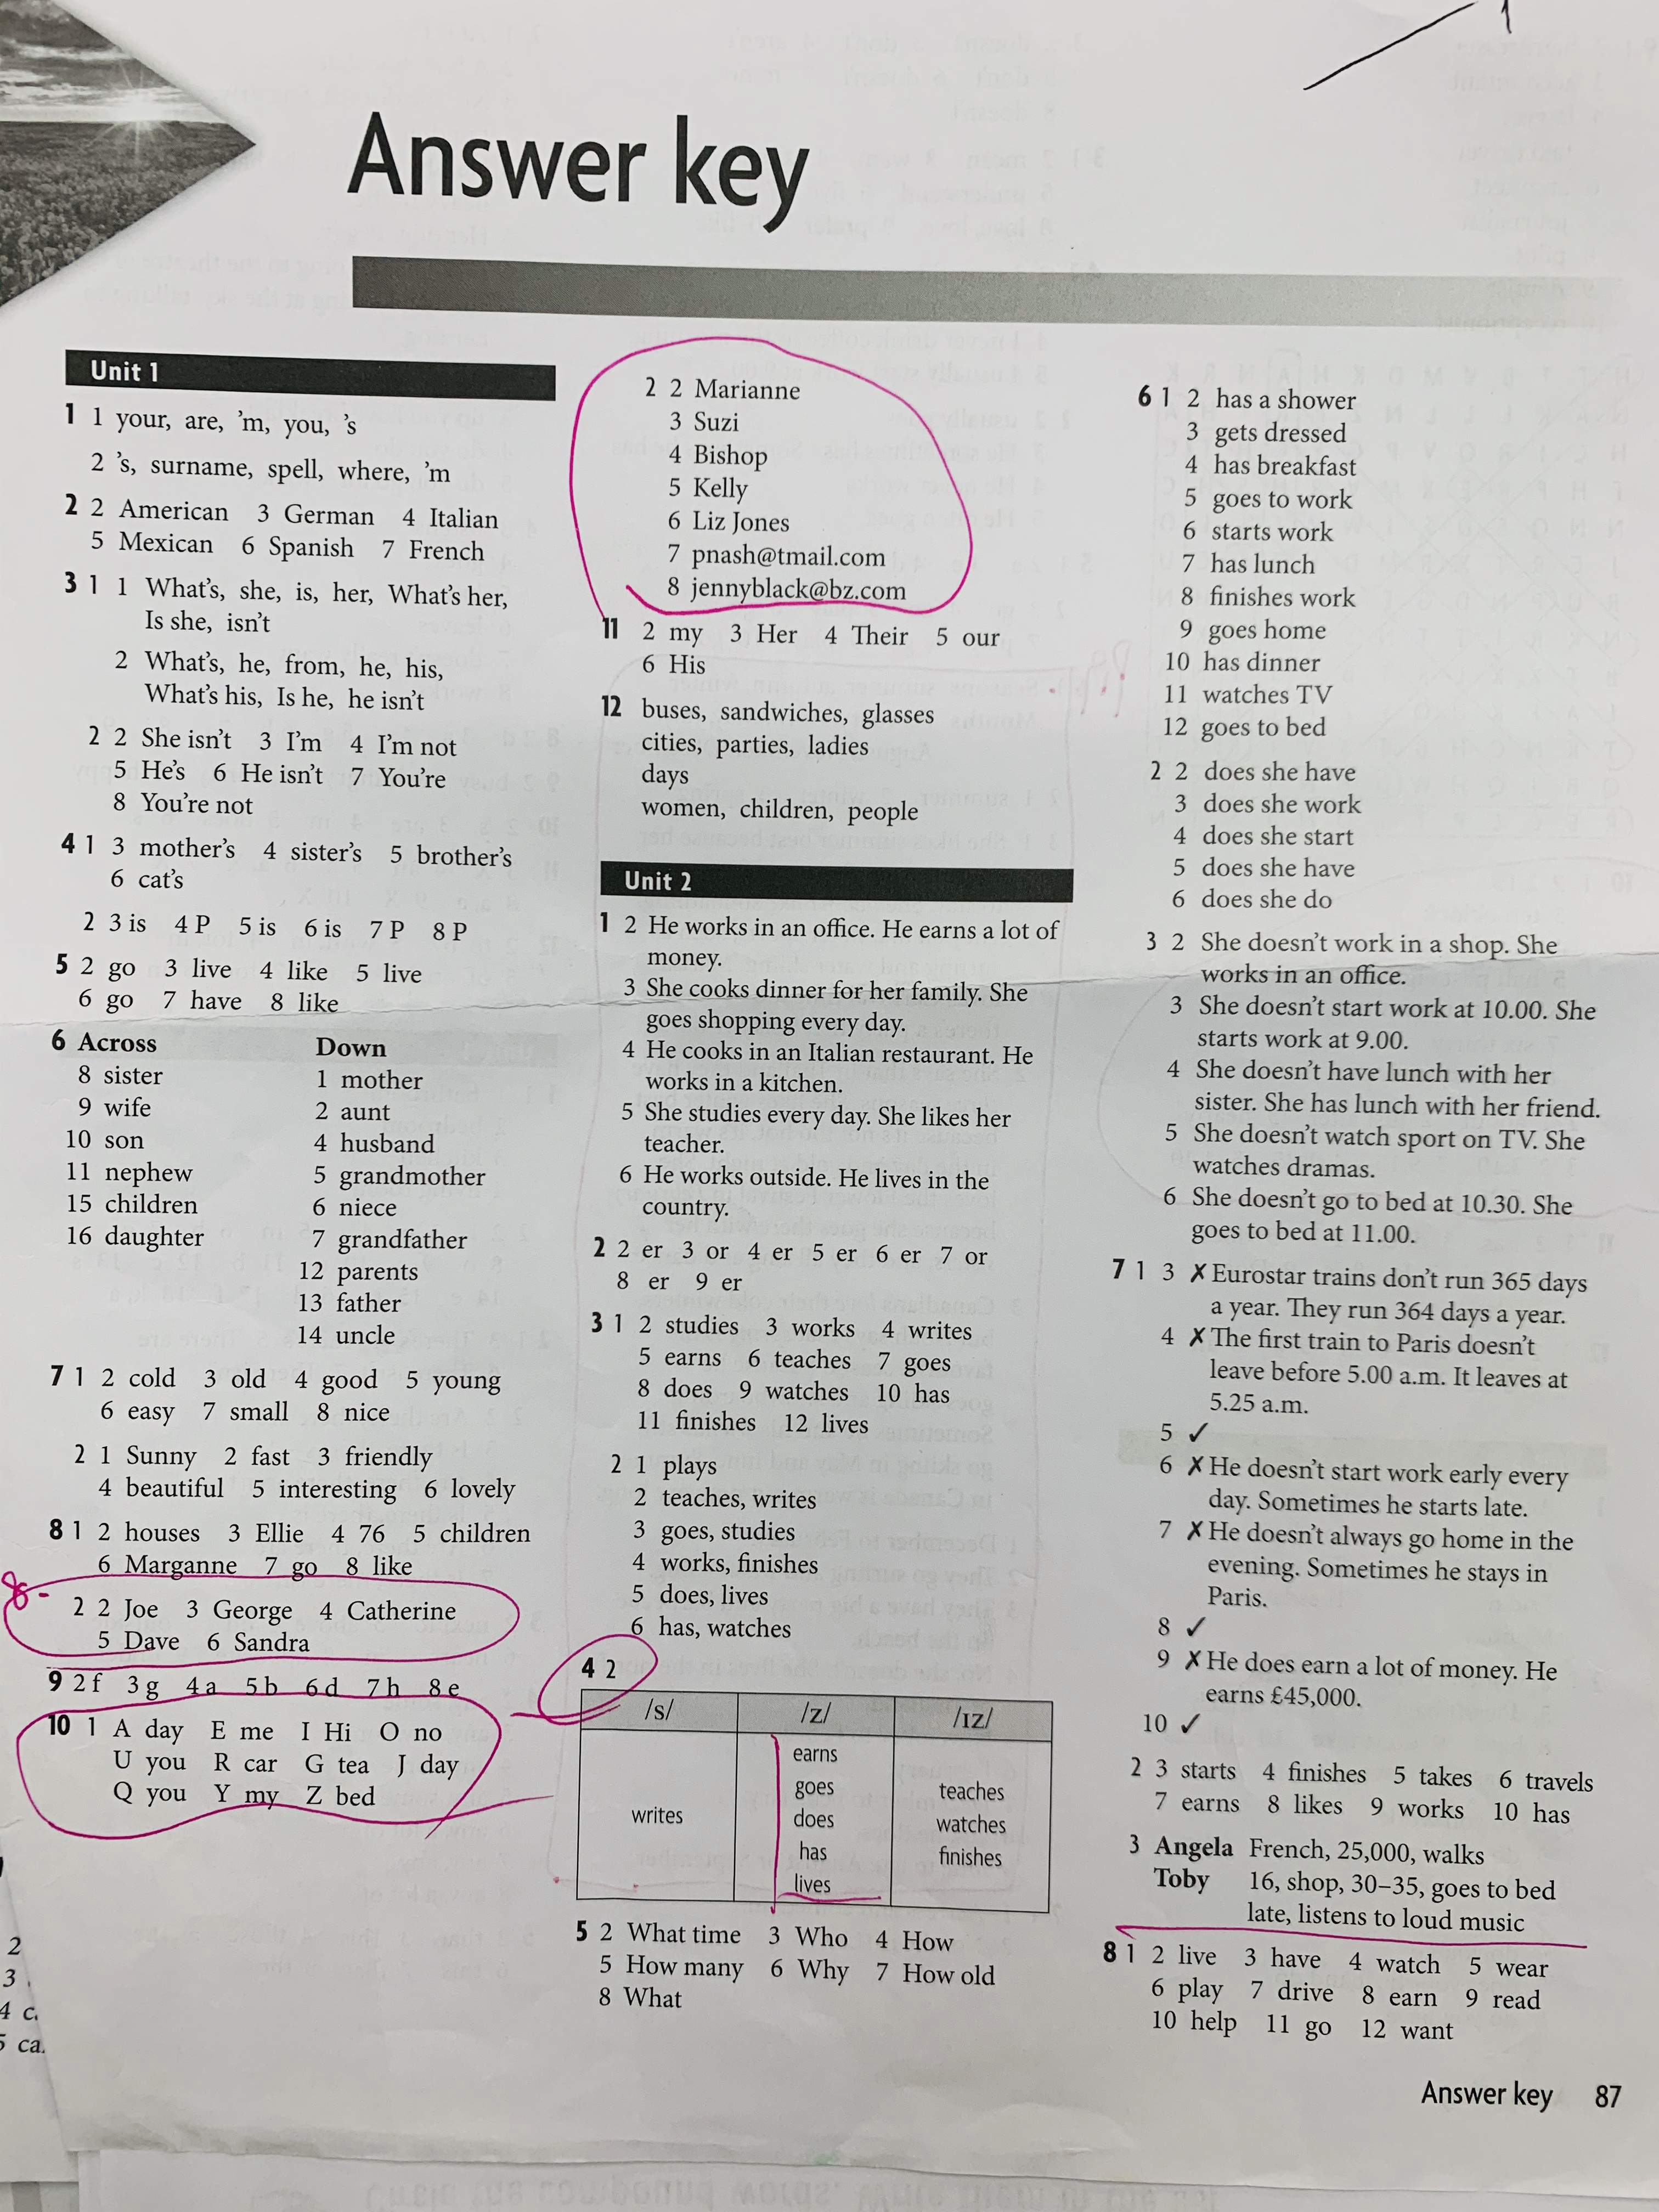 Answer key
Unit 1
1 1 your, are, ’m, you, ’s
2 ’s, surname, spell, where, ’m
2 2 American 3 German 4 Italian
5 Mexican 6 Spanish 7 French
3 1 1 What’s, she, is, her, What’s her,
Is she, isn’t
2 What’s, he, from, he, his,
What’s his, Is he, he isn’t
2 2 She isn’t 3 I’m 4 I’m not
5 He’s 6 He isn’t 7 You’re
8 You’re not
4 1 3 mother’s 4 sister’s 5 brother’s
6 cat’s
2 3 is 4 P 5 is 6 is 7 P 8 P
5 2 go 3 live 4 like 5 live
6 go 7 have 8 like
6 Across
8 sister
9 wife
10 son
11 nephew
15 children
16 daughter
Down
1 mother
2 aunt
4 husband
5 grandmother
6 niece
7 grandfather
12 parents
13 father
14 uncle
7 1 2 cold 3 old 4 good 5 young
6 easy 7 small 8 nice
2 1 Sunny 2 fast 3 friendly
4 beautiful 5 interesting 6 lovely
8 1 2 houses 3 Ellie 4 76 5 children
6 Marganne 7 go 8 like
8-
2 2 Joe 3 George 4 Catherine
5 Dave 6 Sandra
9 2 f 3 g 4 a 5 b 6 d 7 h 8 e
10 1 A day E me I Hi O no
U you R car G tea J day
Q you Y my Z bed
2 2 Marianne
3 Suzi
4 Bishop
5 Kelly
6 Liz Jones
7 pnash@tmail.com
8 jennyblack@bz.com
11 2 my 3 Her 4 Their 5 our
6 His
12 buses, sandwiches, glasses
cities, parties, ladies
days
women, children, people
Unit 2
1 2 He works in an office. He earns a lot of
money.
3 She cooks dinner for her family. She
goes shopping every day.
4 He cooks in an Italian restaurant. He
works in a kitchen.
5 She studies every day. She likes her
teacher.
6 He works outside. He lives in the
country.
2 2 er 3 or 4 er 5 er 6 er 7 or
8 er 9 er
3 1 2 studies 3 works 4 writes
5 earns 6 teaches 7 goes
8 does 9 watches 10 has
11 finishes 12 lives
2 1 plays
2 teaches, writes
3 goes, studies
4 works, finishes
5 does, lives
6 has, watches
4 2
/s/ /z/ /ɪz/
writes
earns
goes
does
has
lives
teaches
watches
finishes
5 2 What time 3 Who 4 How
5 How many 6 Why 7 How old
8 What
6 1 2 has a shower
3 gets dressed
4 has breakfast
5 goes to work
6 starts work
7 has lunch
8 finishes work
9 goes home
10 has dinner
11 watches TV
12 goes to bed
2 2 does she have
3 does she work
4 does she start
5 does she have
6 does she do
3 2 She doesn’t work in a shop. She
works in an office.
3 She doesn’t start work at 10.00. She
starts work at 9.00.
4 She doesn’t have lunch with her
sister. She has lunch with her friend.
5 She doesn’t watch sport on TV. She
watches dramas.
6 She doesn’t go to bed at 10.30. She
goes to bed at 11.00.
7 1 3 ✗ Eurostar trains don’t run 365 days
a year. They run 364 days a year.
4 ✗ The first train to Paris doesn’t
leave before 5.00 a.m. It leaves at
5.25 a.m.
5 ✓
6 ✗ He doesn’t start work early every
day. Sometimes he starts late.
7 ✗ He doesn’t always go home in the
evening. Sometimes he stays in
Paris.
8 ✓
9 ✗ He does earn a lot of money. He
earns £45,000.
10 ✓
2 3 starts 4 finishes 5 takes 6 travels
7 earns 8 likes 9 works 10 has
3 Angela French, 25,000, walks
Toby 16, shop, 30–35, goes to bed
late, listens to loud music
8 1 2 live 3 have 4 watch 5 wear
6 play 7 drive 8 earn 9 read
10 help 11 go 12 want
Answer key 87
2
3
4 c
5 ca